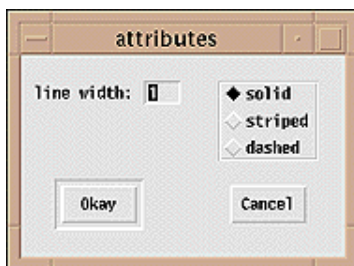 attributes
line width: 1
solid
striped
dashed
Okay
Cancel